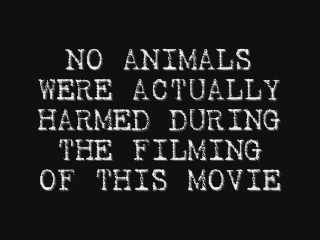 NO ANIMALS
WERE ACTUALLY
HARMED DURING
THE FILMING
OF THIS MOVIE